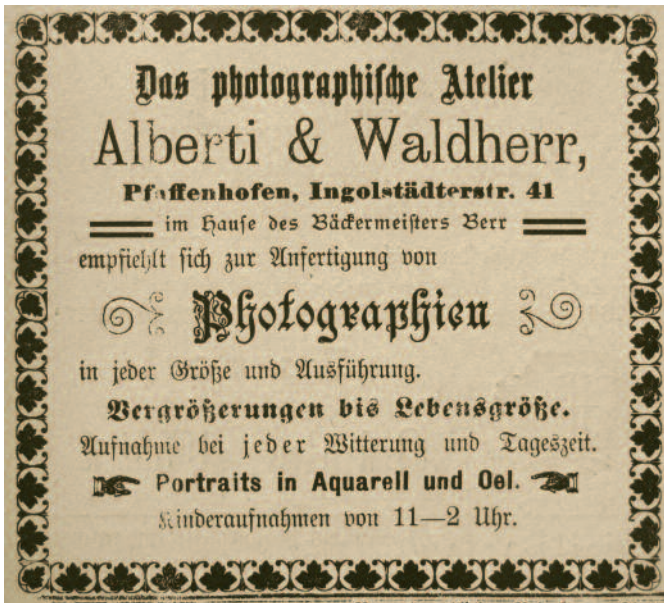 Das photographische Atelier
Alberti & Waldherr,
Pfaffenhofen, Ingolstädterstr. 41
im Hause des Bäckermeisters Berr
empfiehlt sich zur Anfertigung von
Photographien
in jeder Größe und Ausführung.
Vergrößerungen bis Lebensgröße.
Aufnahme bei jeder Witterung und Tageszeit.
Portraits in Aquarell und Oel.
Kinderaufnahmen von 11—2 Uhr.